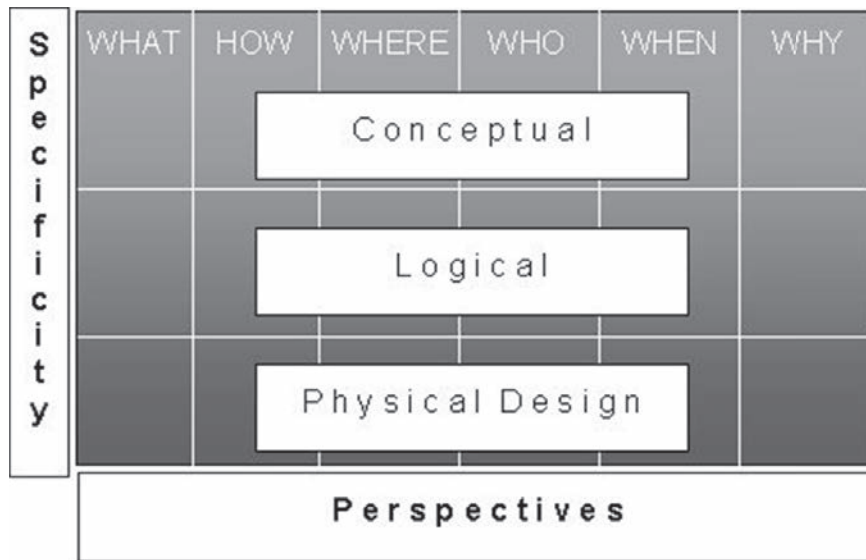 Specificity
WHAT HOW WHERE WHO WHEN WHY
Conceptual
Logical
Physical Design
Perspectives